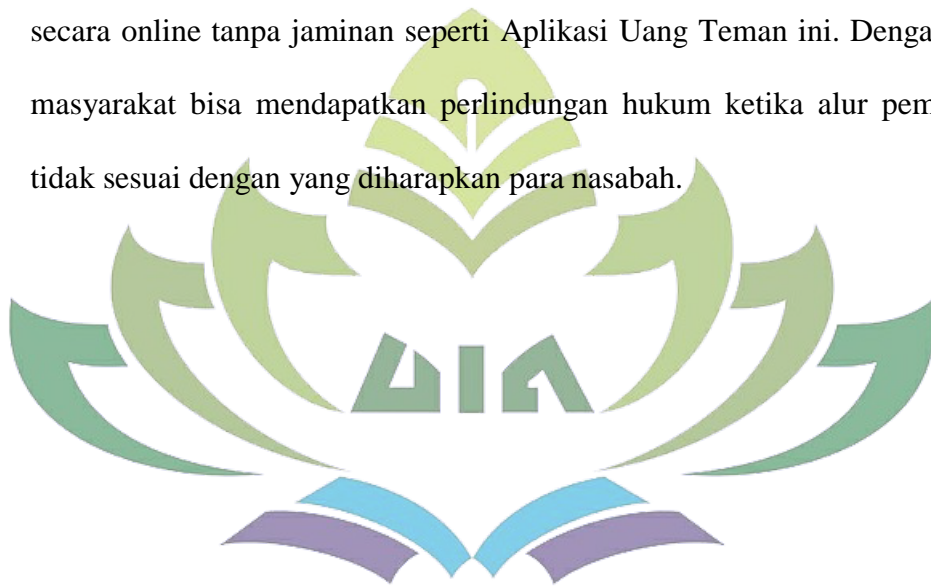 secara online tanpa jaminan seperti Aplikasi Uang Teman ini.
masyarakat bisa mendapatkan perlindungan hukum ketika alur
tidak sesuai dengan yang diharapkan para nasabah.